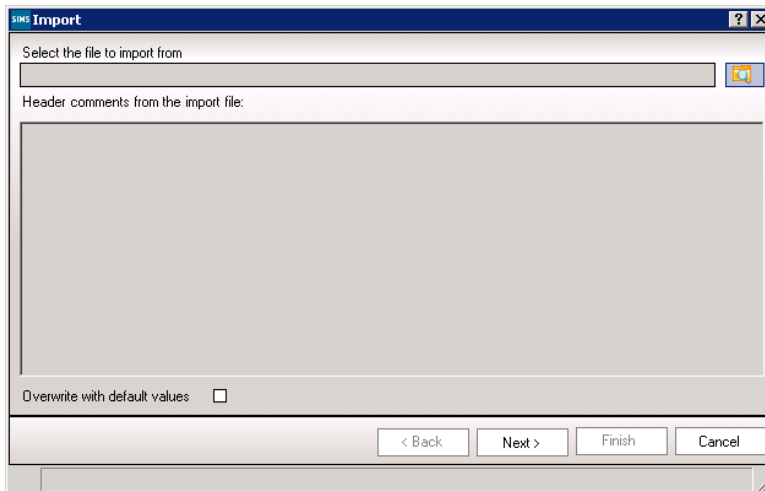 SIMS Import
Select the file to import from
Header comments from the import file:
Overwrite with default values
< Back Next > Finish Cancel